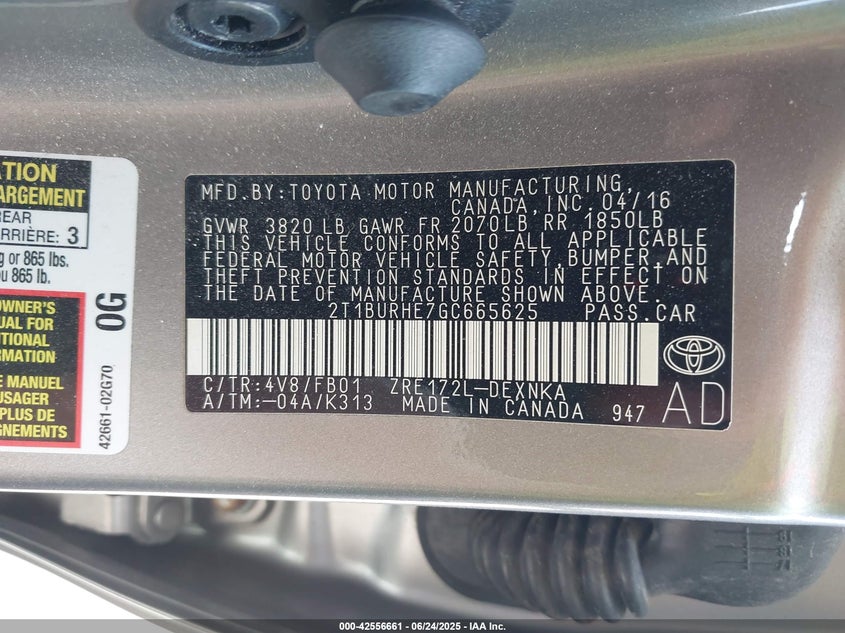 MFD.BY:TOYOTA MOTOR MANUFACTURING,
CANADA,INC.04/16
GVWR 3820LB GAWR FR 2070LB RR 1850LB
THIS VEHICLE CONFORMS TO ALL APPLICABLE
FEDERAL MOTOR VEHICLE SAFETY,BUMPER,AND
THEFT PREVENTION STANDARDS IN EFFECT ON
THE DATE OF MANUFACTURE SHOWN ABOVE.
2T1BURHE7GC665625 PASS.CAR
C/TR:4V8/FB01 ZRE172L-DEXNKA
A/TM:-04A/K313 MADE IN CANADA 947
AD
ATION
ARGEMENT
REAR
ARRIÈRE: 3
g or 865 lbs.
ou 865 lb.
OWNER'S
UAL FOR
ITIONAL
RMATION
E MANUEL
USAGER
PLUS DE
GNEMENTS
0G
42661-02G70
000-42556661 - 06/24/2025 - IAA Inc.